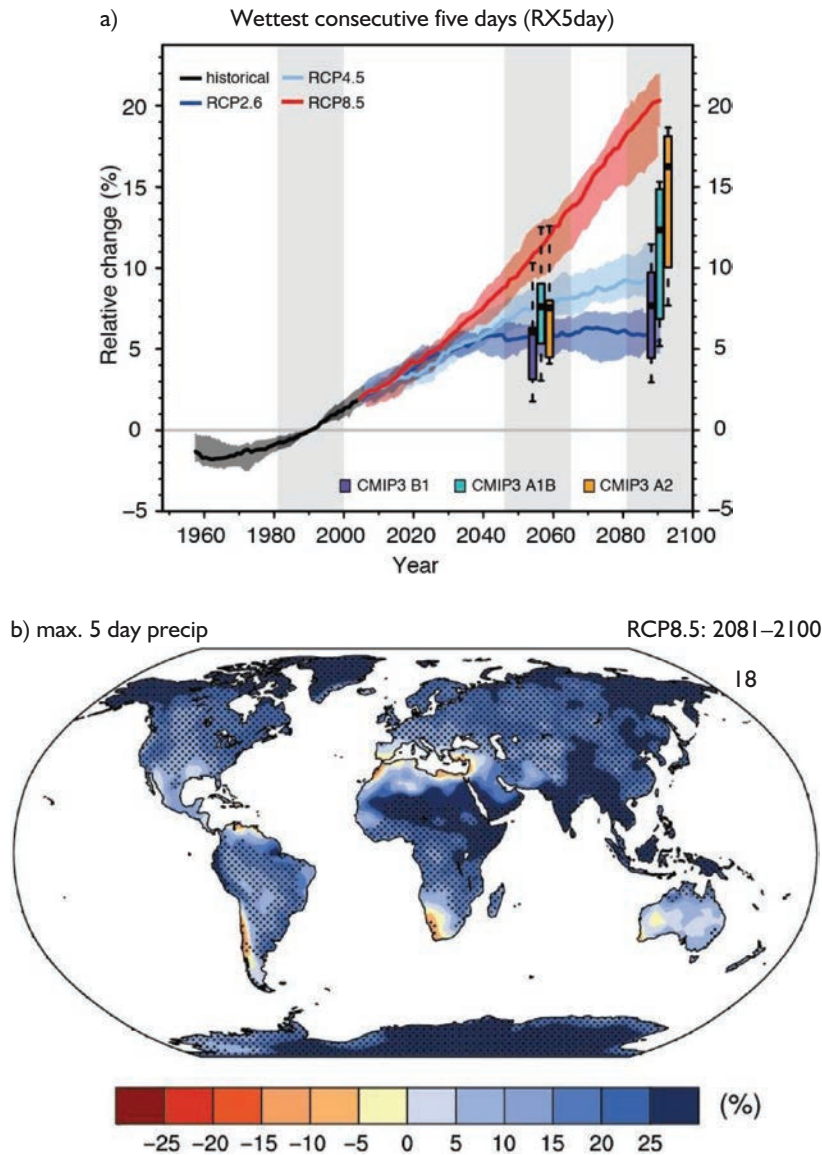 a) Wettest consecutive five days (RX5day)
historical RCP4.5
RCP2.6 RCP8.5
Relative change (%)
20 20
15 15
10 10
5 5
0 0
−5 −5
CMIP3 B1 CMIP3 A1B CMIP3 A2
1960 1980 2000 2020 2040 2060 2080 2100
Year
b) max. 5 day precip RCP8.5: 2081–2100
18
(%)
−25 −20 −15 −10 −5 0 5 10 15 20 25